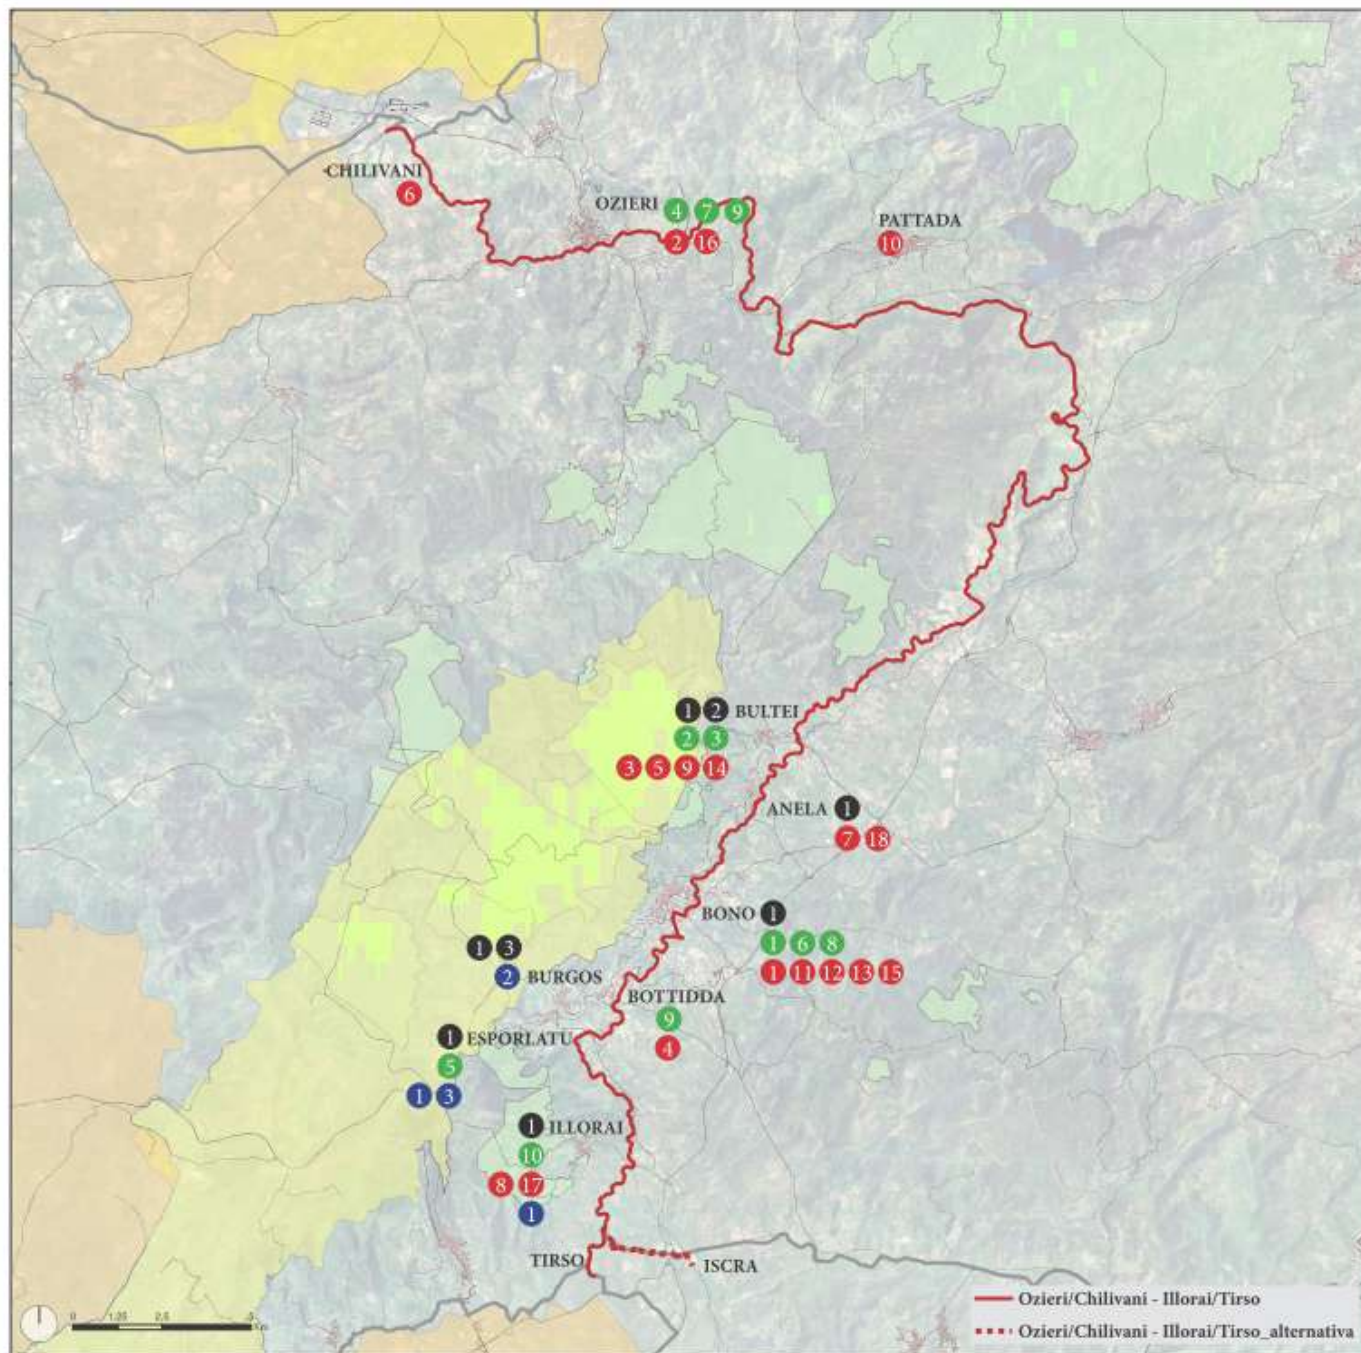 CHILIVANI
6
OZIERI 4 7 9
2 16
PATTADA
10
1 2 BULTEI
2 3
3 5 9 14
ANELA 1
7 18
BONO 1
1 6 8
1 11 12 13 15
1 3
2 BURGOS
BOTTIDDA
9
4
1 ESPORLATU
5
1 3
1 ILLORAI
10
8 17
1
TIRSO
ISCRA
Ozieri/Chilivani - Illorai/Tirso
Ozieri/Chilivani - Illorai/Tirso_alternativa
0 1.25 2.5 5